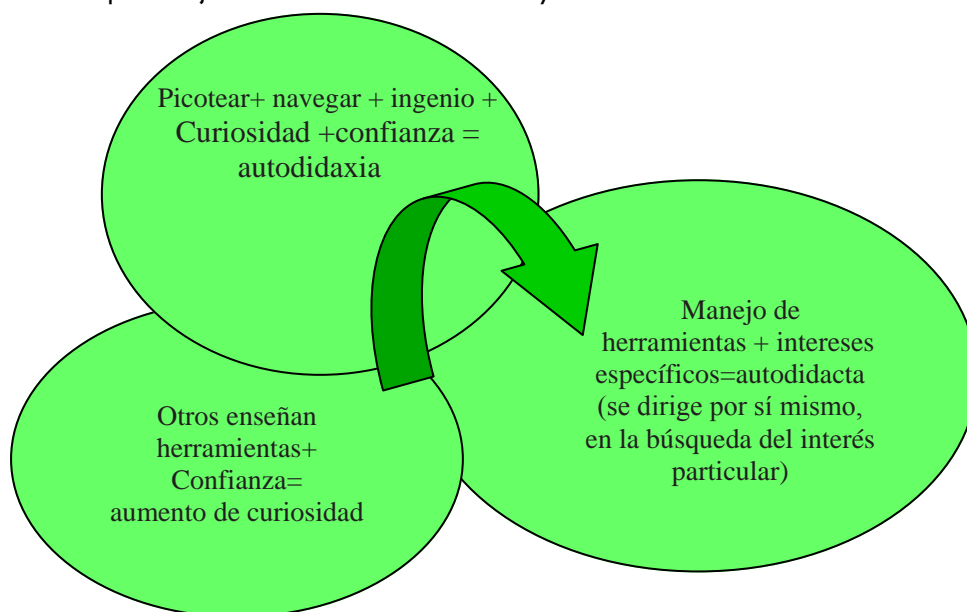 Picotear+ navegar + ingenio +
Curiosidad +confianza =
autodidaxia
Manejo de
herramientas + intereses
específicos=autodidacta
(se dirige por sí mismo,
en la búsqueda del interés
particular)
Otros enseñan
herramientas+
Confianza=
aumento de curiosidad